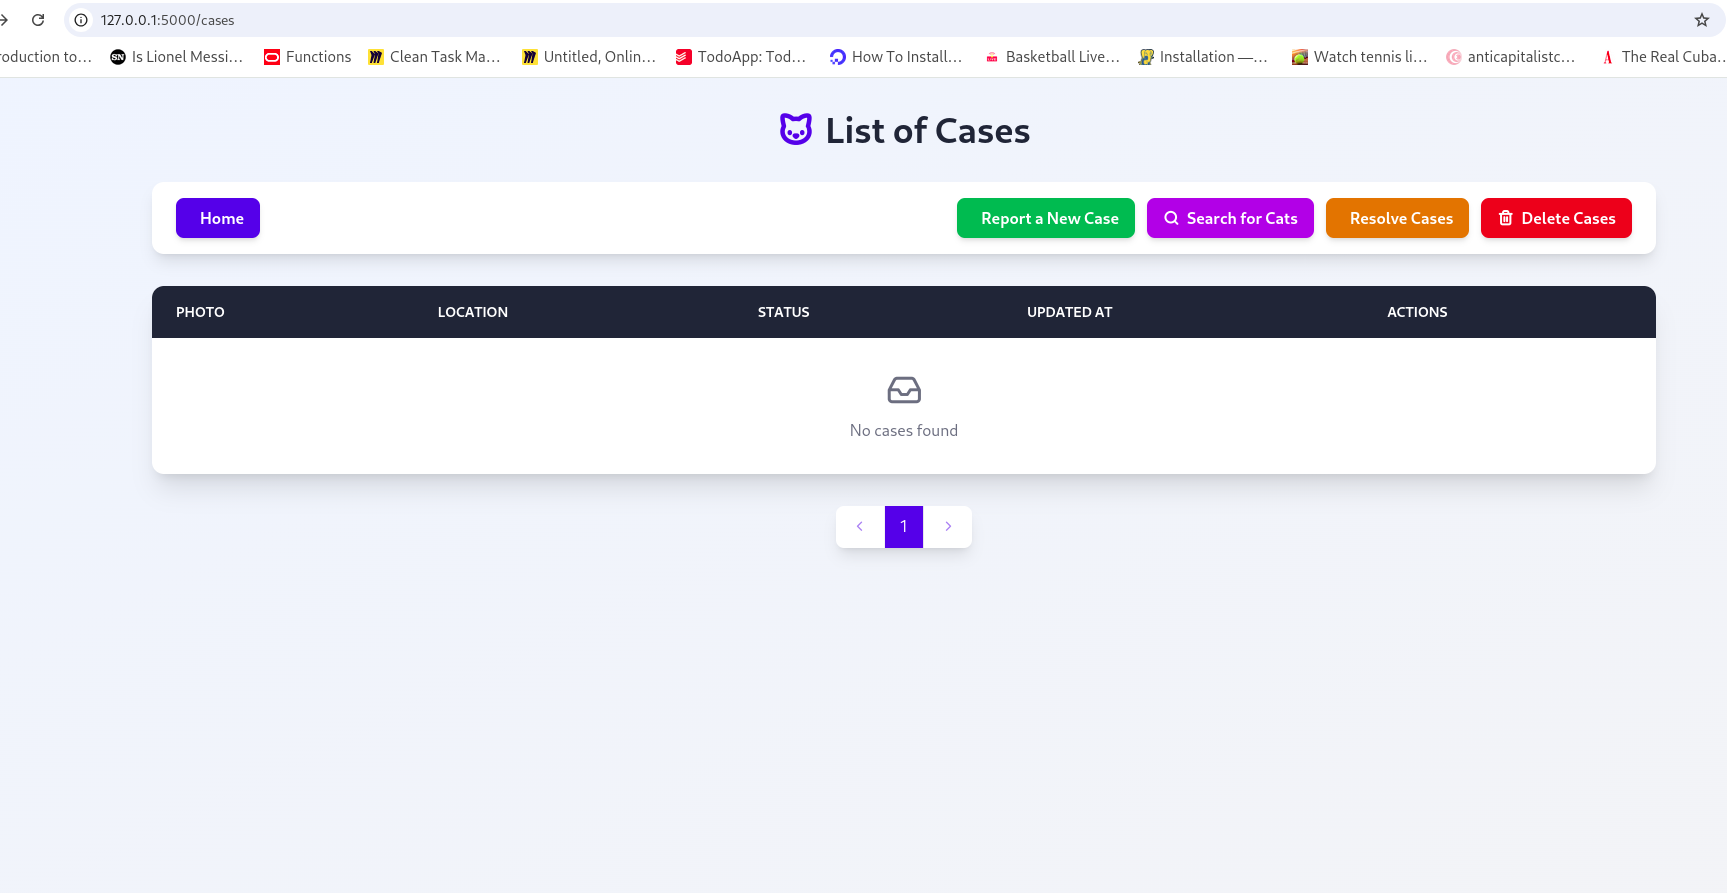 127.0.0.1:5000/cases
roduction to... Is Lionel Messi... Functions Clean Task Ma... Untitled, Onlin... TodoApp: Tod... How To Install... Basketball Live... Installation —... Watch tennis li... anticapitalistc... The Real Cuba..
List of Cases
Home Report a New Case Search for Cats Resolve Cases Delete Cases
PHOTO LOCATION STATUS UPDATED AT ACTIONS
No cases found
1